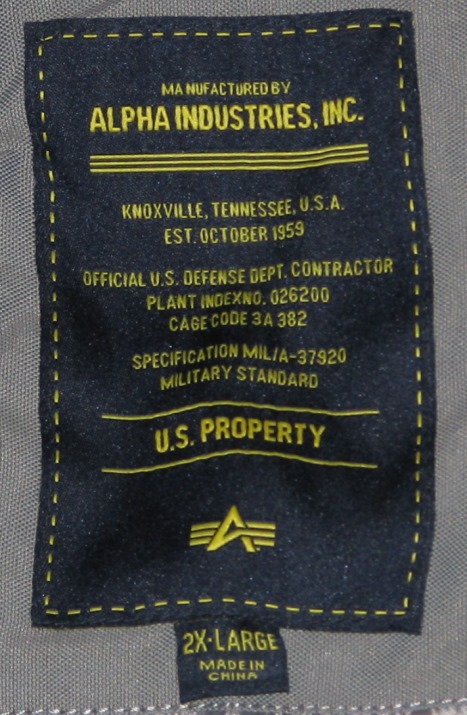 MANUFACTURED BY
ALPHA INDUSTRIES, INC.
KNOXVILLE, TENNESSEE, U.S.A.
EST. OCTOBER 1959
OFFICIAL U.S. DEFENSE DEPT. CONTRACTOR
PLANT INDEXNO. 026200
CAGE CODE 3A 382
SPECIFICATION MIL/A-37920
MILITARY STANDARD
U.S. PROPERTY
A
2X-LARGE
MADE IN
CHINA